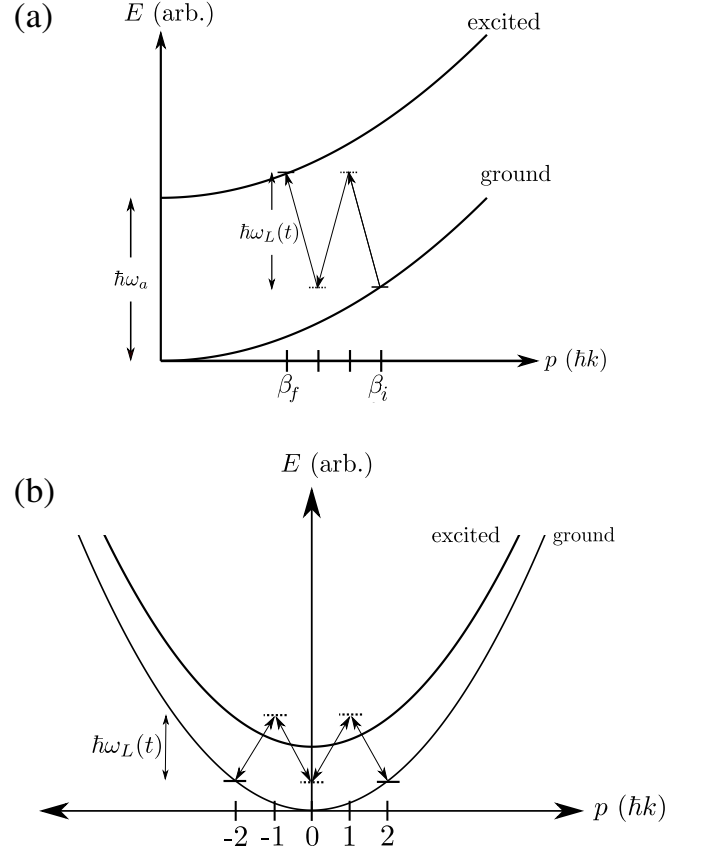 (a)
E (arb.)
excited
ground
ħω_L(t)
ħω_a
p (ħk)
β_f
β_i
(b)
E (arb.)
excited
ground
ħω_L(t)
p (ħk)
-2 -1 0 1 2